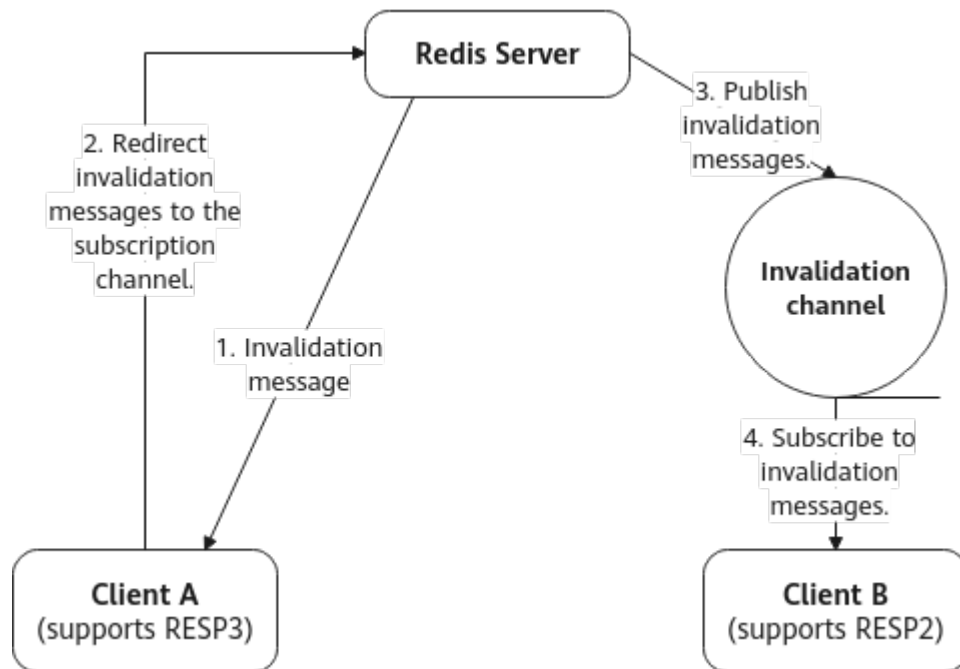 Redis Server
3. Publish
invalidation
messages.
2. Redirect
invalidation
messages to the
subscription
channel.
Invalidation
channel
1. Invalidation
message
4. Subscribe to
invalidation
messages.
Client A
(supports RESP3)
Client B
(supports RESP2)